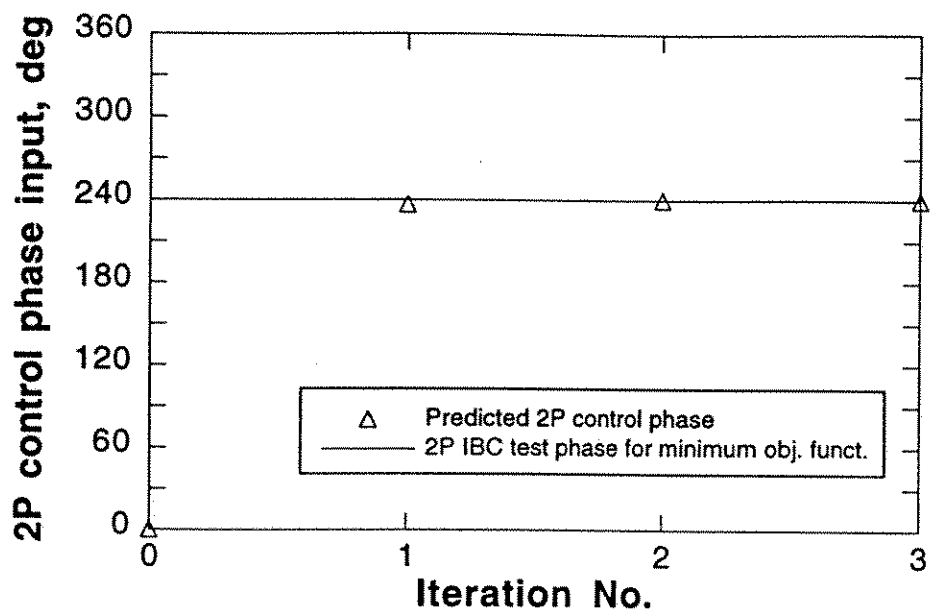 2P control phase input, deg
360
300
240
180
120
60
0
Predicted 2P control phase
2P IBC test phase for minimum obj. funct.
0 1 2 3
Iteration No.